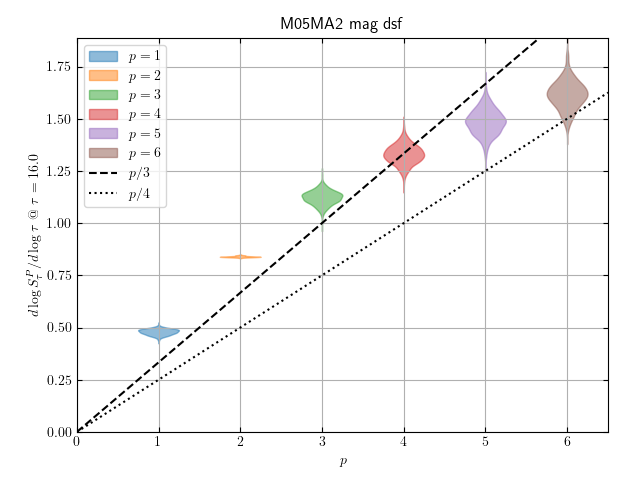 M05MA2 mag dsf
p = 1
p = 2
p = 3
p = 4
p = 5
p = 6
p/3
p/4
d log S_τ^P / d log τ @ τ = 16.0
1.75
1.50
1.25
1.00
0.75
0.50
0.25
0.00
0 1 2 3 4 5 6
p